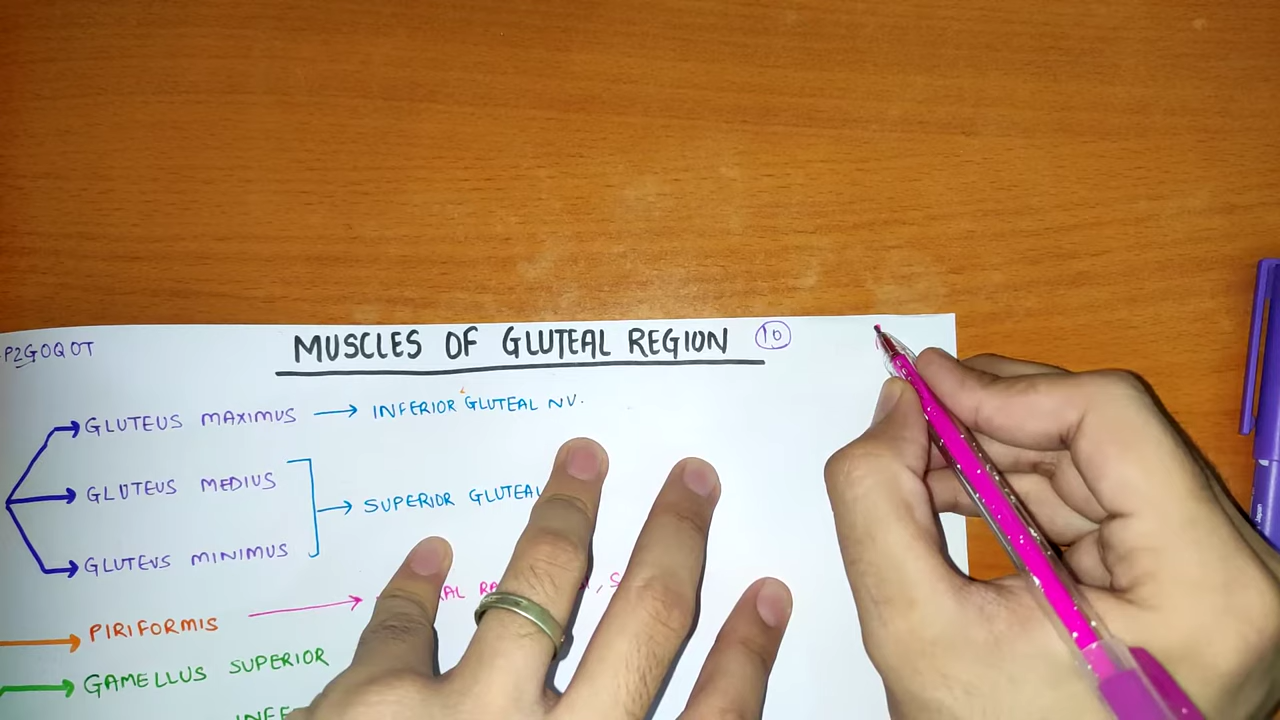 MUSCLES OF GLUTEAL REGION 10
P2GOQOT
GLUTEUS MAXIMUS → INFERIOR GLUTEAL NV.
GLUTEUS MEDIUS
→ SUPERIOR GLUTEAL
GLUTEUS MINIMUS
PIRIFORMIS →
GAMELLUS SUPERIOR